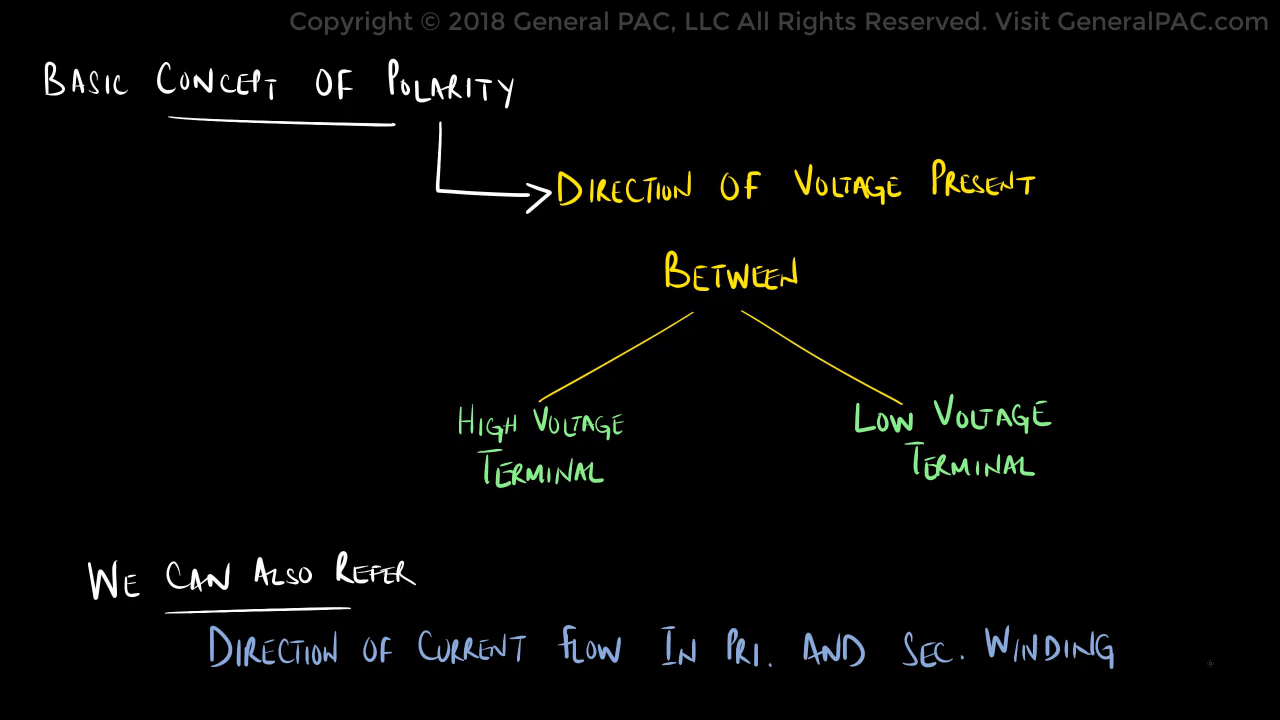 Copyright © 2018 General PAC, LLC All Rights Reserved. Visit GeneralPAC.com
BASIC CONCEPT OF POLARITY
DIRECTION OF VOLTAGE PRESENT
BETWEEN
HIGH VOLTAGE
TERMINAL
LOW VOLTAGE
TERMINAL
WE CAN ALSO REFER
DIRECTION OF CURRENT FLOW IN PRI. AND SEC. WINDING